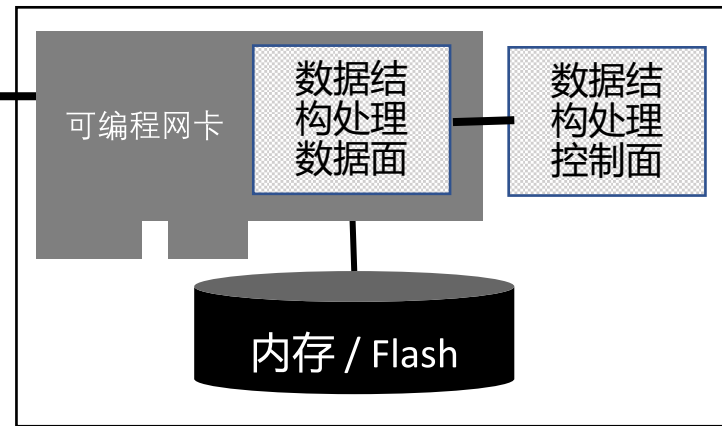 可编程网卡
数据结
构处理
数据面
数据结
构处理
控制面
内存 / Flash